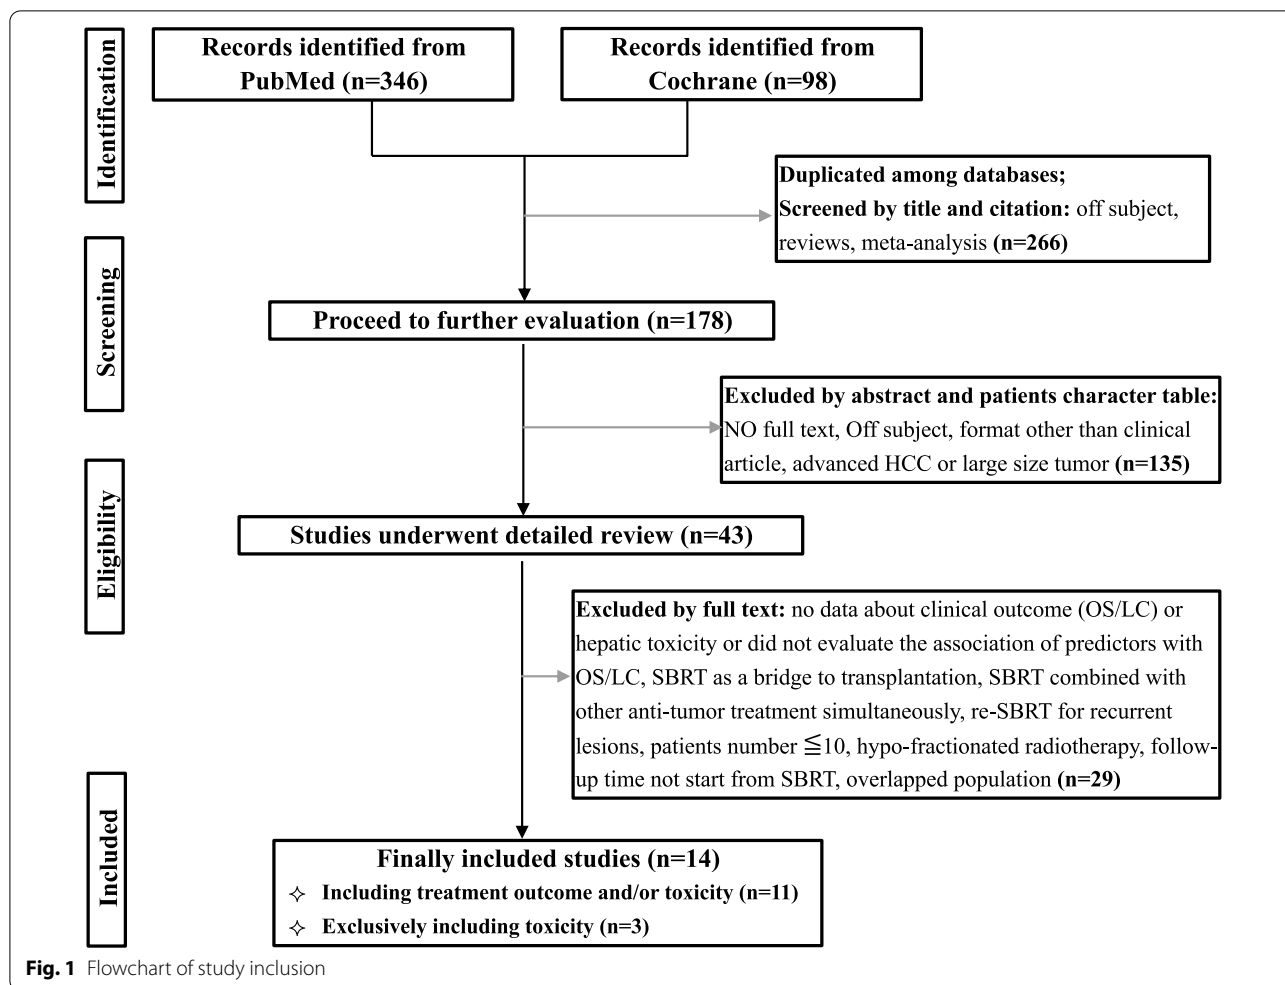 Identification
Records identified from
PubMed (n=346)
Records identified from
Cochrane (n=98)
Duplicated among databases;
Screened by title and citation: off subject,
reviews, meta-analysis (n=266)
Screening
Proceed to further evaluation (n=178)
Excluded by abstract and patients character table:
NO full text, Off subject, format other than clinical
article, advanced HCC or large size tumor (n=135)
Eligibility
Studies underwent detailed review (n=43)
Excluded by full text: no data about clinical outcome (OS/LC) or
hepatic toxicity or did not evaluate the association of predictors with
OS/LC, SBRT as a bridge to transplantation, SBRT combined with
other anti-tumor treatment simultaneously, re-SBRT for recurrent
lesions, patients number ≦10, hypo-fractionated radiotherapy, follow-
up time not start from SBRT, overlapped population (n=29)
Included
Finally included studies (n=14)
✧ Including treatment outcome and/or toxicity (n=11)
✧ Exclusively including toxicity (n=3)
Fig. 1 Flowchart of study inclusion